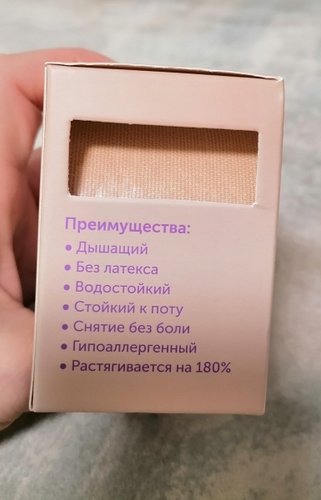 Преимущества:
• Дышащий
• Без латекса
• Водостойкий
• Стойкий к поту
• Снятие без боли
• Гипоаллергенный
• Растягивается на 180%